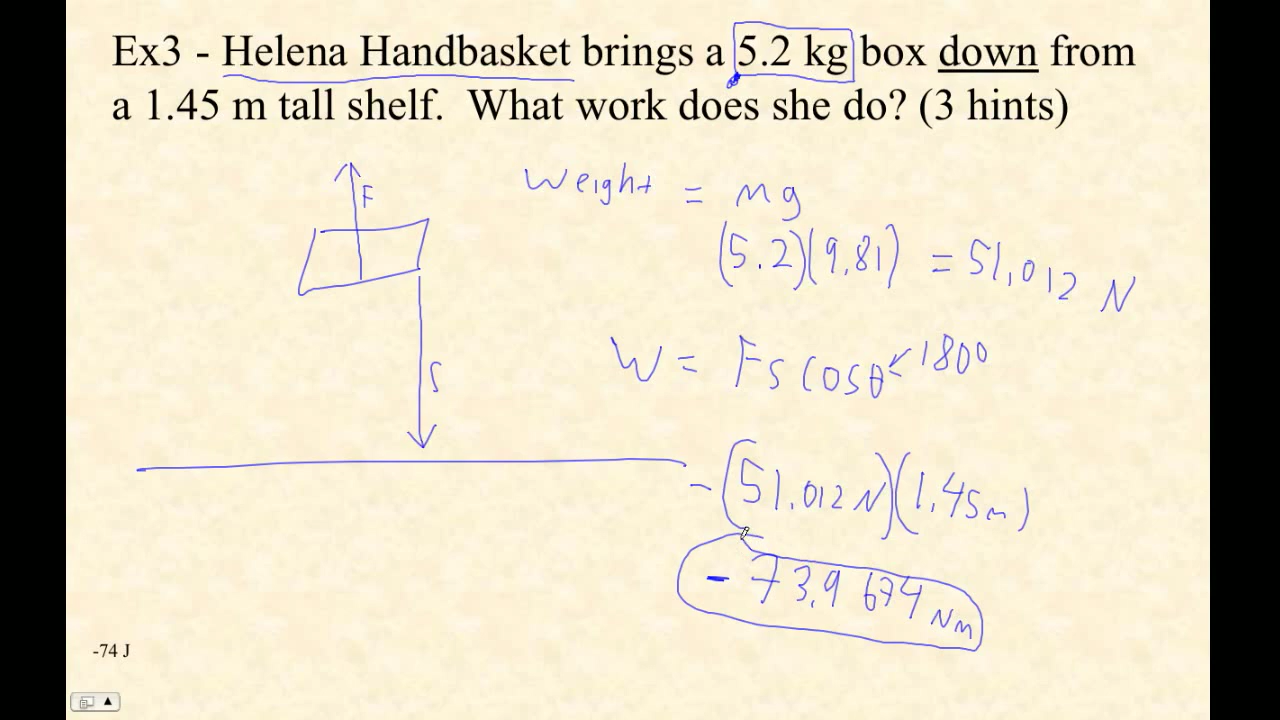 Ex3 - Helena Handbasket brings a 5.2 kg box down from
a 1.45 m tall shelf. What work does she do? (3 hints)
F
Weight = mg
(5.2)(9.81) = 51.012 N
W = Fs cosθ 180°
s
-(51.012 N)(1.45m)
-73.9674 Nm
-74 J